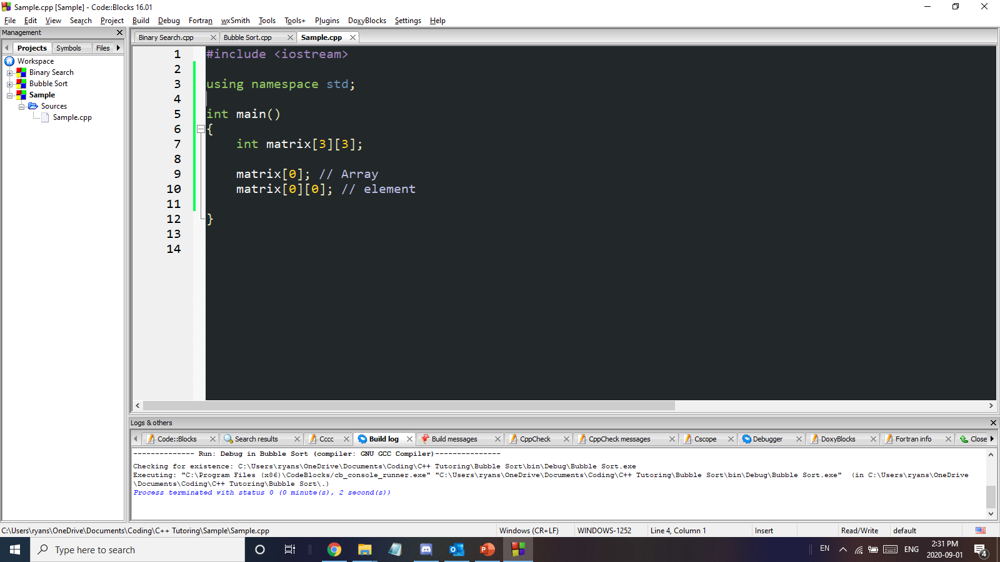 Sample.cpp [Sample] - Code::Blocks 16.01
File Edit View Search Project Build Debug Fortran wxSmith Tools Tools+ Plugins DoxyBlocks Settings Help
Management
Projects Symbols Files
Workspace
Binary Search
Bubble Sort
Sample
Sources
Sample.cpp
Binary Search.cpp Bubble Sort.cpp Sample.cpp
1 #include <iostream>
2
3 using namespace std;
4
5 int main()
6 {
7 int matrix[3][3];
8
9 matrix[0]; // Array
10 matrix[0][0]; // element
11
12 }
13
14
Logs & others
Code::Blocks Search results Cccc Build log Build messages CppCheck CppCheck messages Cscope Debugger DoxyBlocks Fortran info Close
-------------- Run: Debug in Bubble Sort (compiler: GNU GCC Compiler)---------------
Checking for existence: C:\Users\ryans\OneDrive\Documents\Coding\C++ Tutoring\Bubble Sort\bin\Debug\Bubble Sort.exe
Executing: "C:\Program Files (x86)\CodeBlocks/cb_console_runner.exe" "C:\Users\ryans\OneDrive\Documents\Coding\C++ Tutoring\Bubble Sort\bin\Debug\Bubble Sort.exe" (in C:\Users\ryans\OneDrive
\Documents\Coding\C++ Tutoring\Bubble Sort\.)
Process terminated with status 0 (0 minute(s), 2 second(s))
C:\Users\ryans\OneDrive\Documents\Coding\C++ Tutoring\Sample\Sample.cpp Windows (CR+LF) WINDOWS-1252 Line 4, Column 1 Insert Read/Write default
Type here to search
EN ENG 2:31 PM
2020-09-01
4